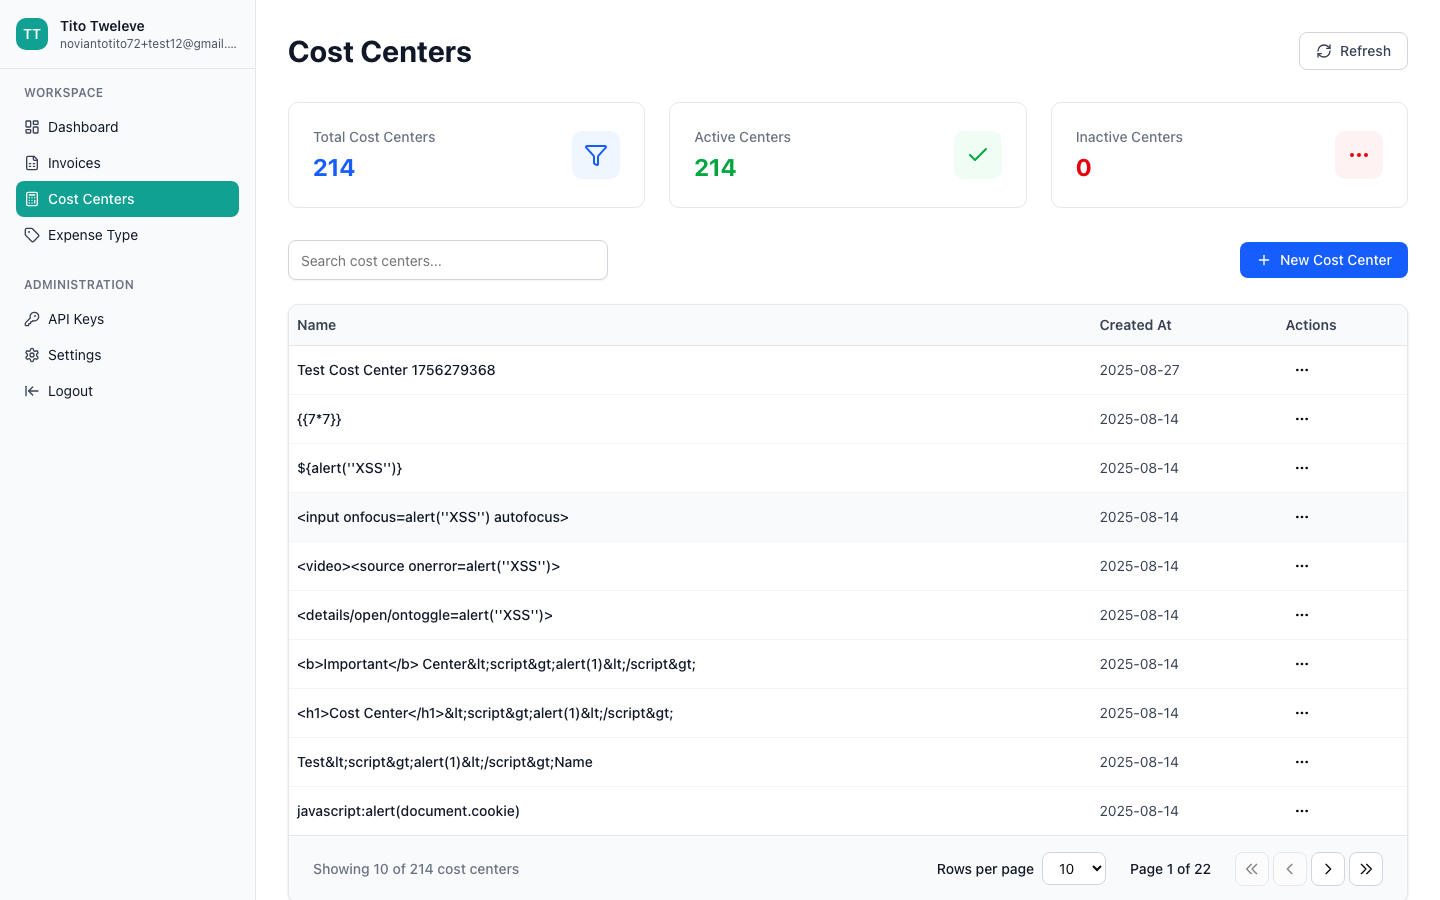 TT
Tito Tweleve
noviantotito72+test12@gmail....
WORKSPACE
Dashboard
Invoices
Cost Centers
Expense Type
ADMINISTRATION
API Keys
Settings
Logout
Cost Centers
Refresh
Total Cost Centers
214
Active Centers
214
Inactive Centers
0
Search cost centers...
New Cost Center
Name Created At Actions
Test Cost Center 1756279368 2025-08-27
{{7*7}} 2025-08-14
${alert(''XSS'')} 2025-08-14
<input onfocus=alert(''XSS'') autofocus> 2025-08-14
<video><source onerror=alert(''XSS'')> 2025-08-14
<details/open/ontoggle=alert(''XSS'')> 2025-08-14
<b>Important</b> Center&lt;script&gt;alert(1)&lt;/script&gt; 2025-08-14
<h1>Cost Center</h1>&lt;script&gt;alert(1)&lt;/script&gt; 2025-08-14
Test&lt;script&gt;alert(1)&lt;/script&gt;Name 2025-08-14
javascript:alert(document.cookie) 2025-08-14
Showing 10 of 214 cost centers
Rows per page 10
Page 1 of 22